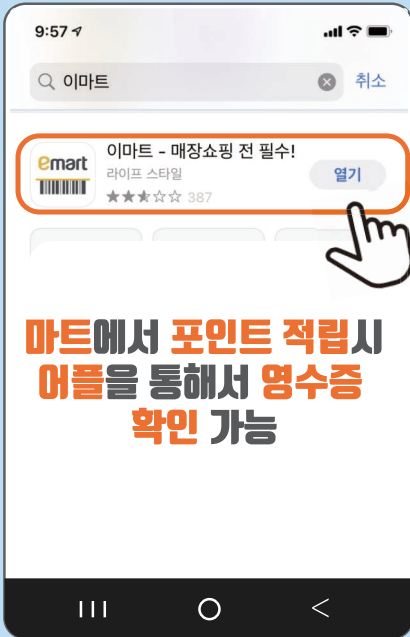 9:57
이마트
취소
emart
이마트 - 매장쇼핑 전 필수!
라이프 스타일
열기
★★★☆☆ 387
마트에서 포인트 적립시
어플을 통해서 영수증
확인 가능